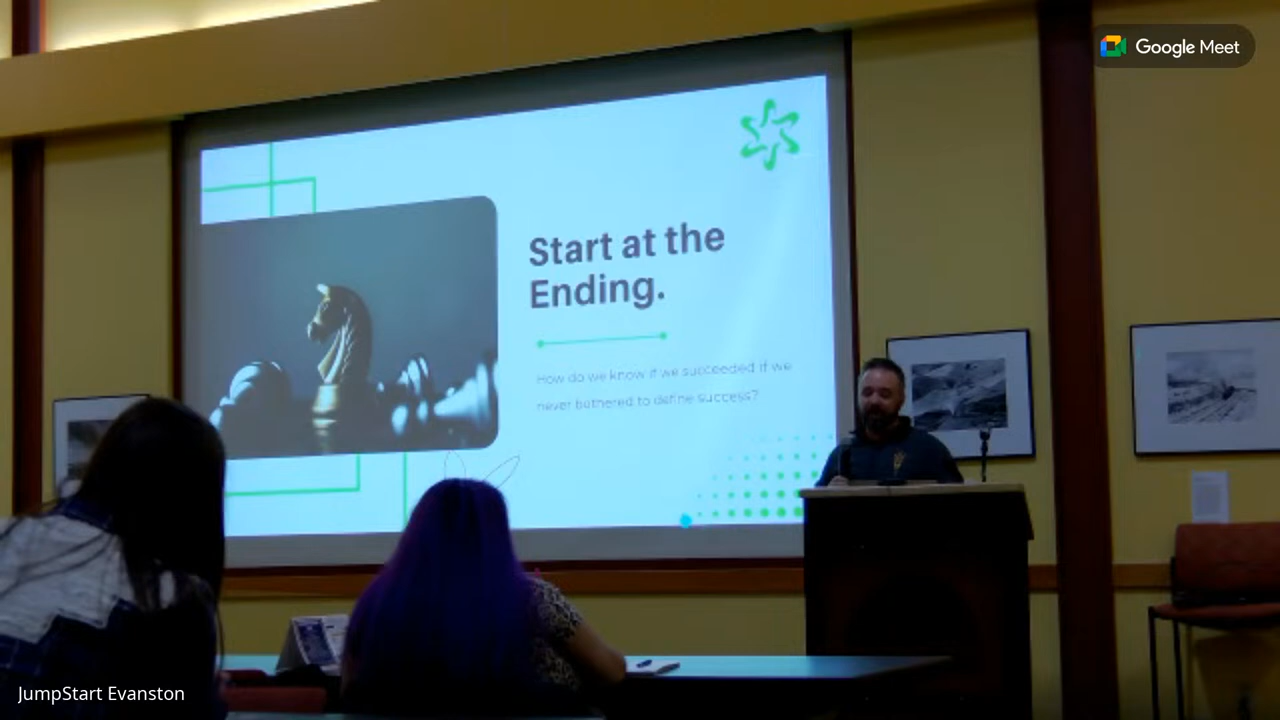 Google Meet
Start at the
Ending.
How do we know if we succeeded if we
never bothered to define success?
JumpStart Evanston